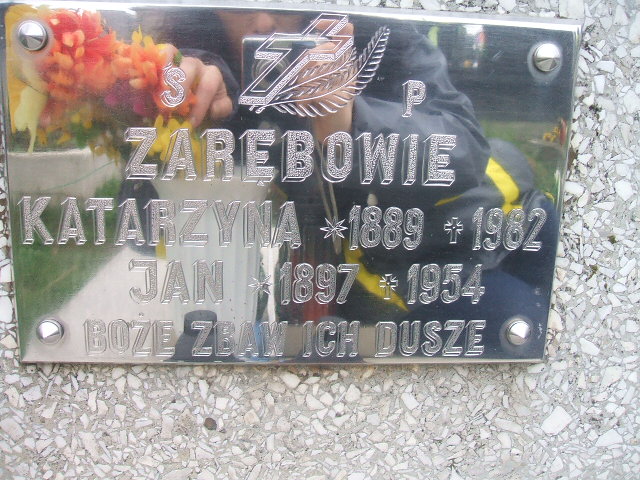 S P
ZARĘBOWIE
KATARZYNA *1889 †1982
JAN *1897 †1954
BOŻE ZBAW ICH DUSZE